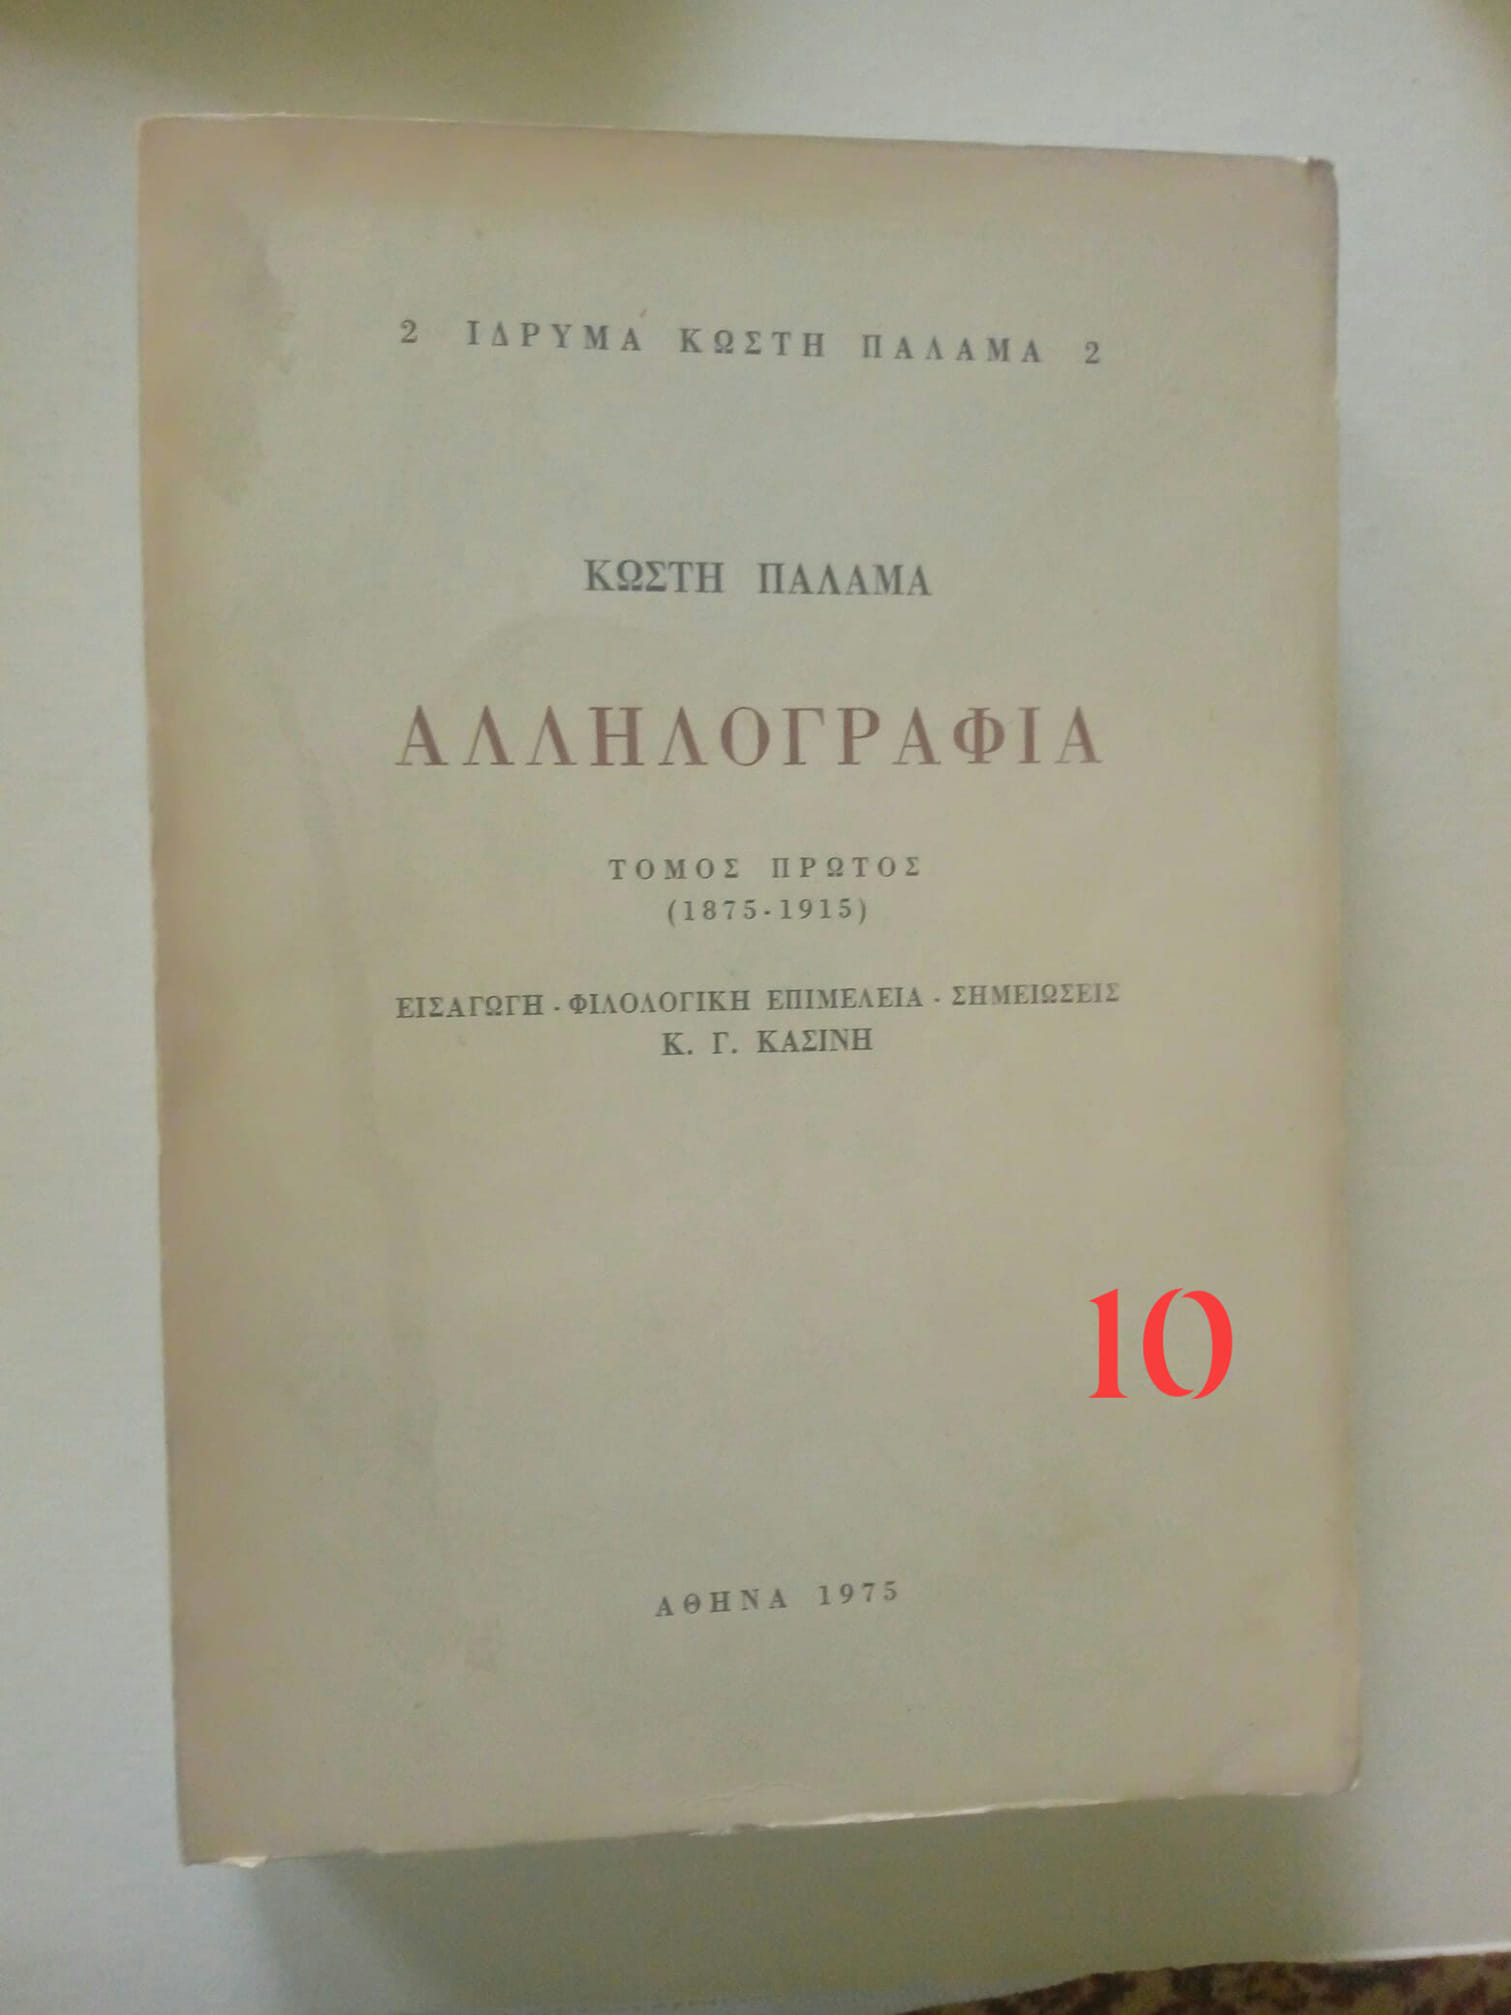 2 ΙΔΡΥΜΑ ΚΩΣΤΗ ΠΑΛΑΜΑ 2
ΚΩΣΤΗ ΠΑΛΑΜΑ
ΑΛΛΗΛΟΓΡΑΦΙΑ
ΤΟΜΟΣ ΠΡΩΤΟΣ
(1875-1915)
ΕΙΣΑΓΩΓΗ - ΦΙΛΟΛΟΓΙΚΗ ΕΠΙΜΕΛΕΙΑ - ΣΗΜΕΙΩΣΕΙΣ
Κ. Γ. ΚΑΣΙΝΗ
10
ΑΘΗΝΑ 1975